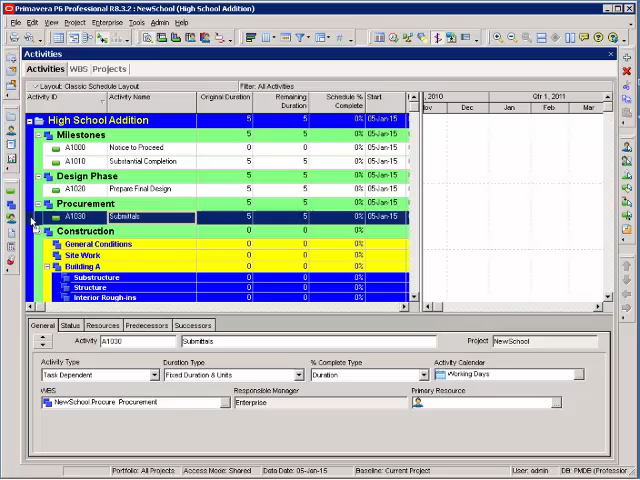 Primavera P6 Professional R8.3.2 : NewSchool (High School Addition)
File Edit View Project Enterprise Tools Admin Help
Activities
Activities WBS Projects
Layout: Classic Schedule Layout Filter: All Activities
Activity ID Activity Name Original Duration Remaining Duration Schedule % Complete Start , 2010 Qtr 1, 2011
Dec Jan Feb Mar
High School Addition 5 5 0% 05-Jan-15
Milestones 5 5 0% 05-Jan-15
A1000 Notice to Proceed 5 5 0% 05-Jan-15
A1010 Substantial Completion 5 5 0% 05-Jan-15
Design Phase 5 5 0% 05-Jan-15
A1020 Prepare Final Design 5 5 0% 05-Jan-15
Procurement 5 5 0% 05-Jan-15
A1030 Submittals 5 5 0% 05-Jan-15
Construction 0 0 0%
General Conditions 0 0 0%
Site Work 0 0 0%
Building A 0 0 0%
Substructure 0 0 0%
Structure 0 0 0%
Interior Rough-ins 0 0 0%
General Status Resources Predecessors Successors
Activity A1030 Submittals Project NewSchool
Activity Type Duration Type % Complete Type Activity Calendar
Task Dependent Fixed Duration & Units Duration Working Days
WBS Responsible Manager Primary Resource
NewSchool.Procure Procurement Enterprise
Portfolio: All Projects Access Mode: Shared Data Date: 05-Jan-15 Baseline: Current Project User: admin DB: PMDB (Professior